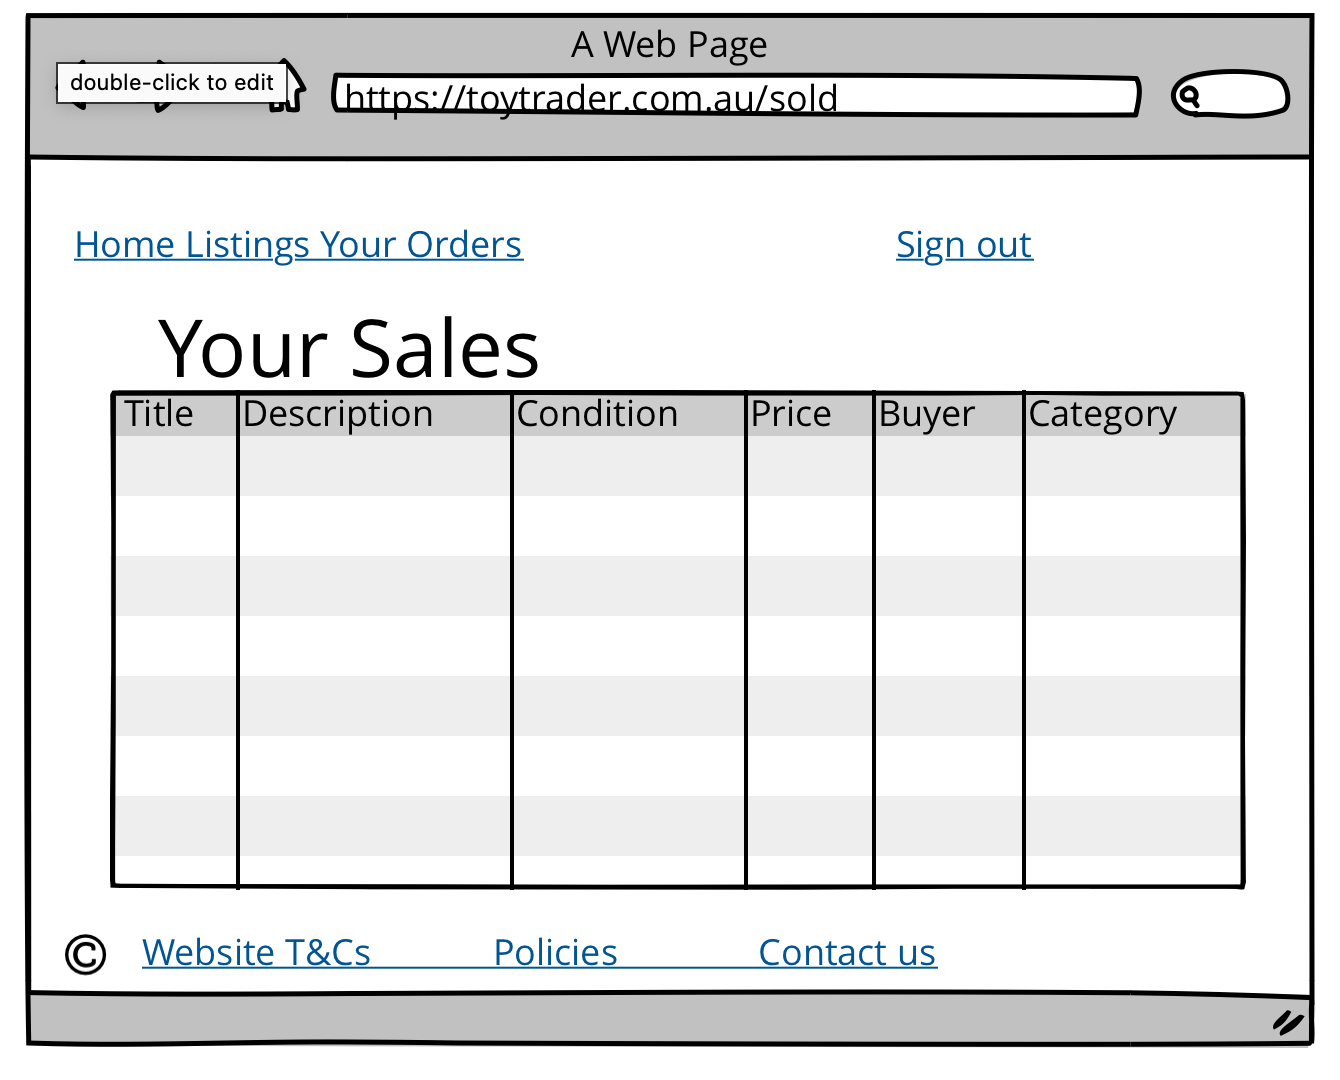 A Web Page
double-click to edit
https://toytrader.com.au/sold
Home Listings Your Orders Sign out
Your Sales
Title Description Condition Price Buyer Category
© Website T&Cs Policies Contact us